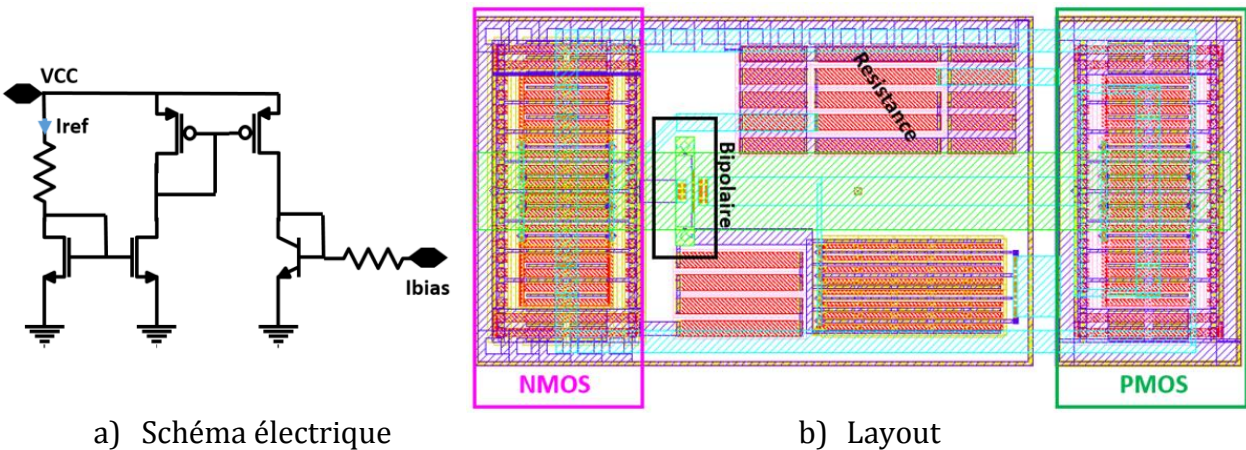 VCC
Iref
Ibias
Resistance
Bipolaire
NMOS
PMOS
a) Schéma électrique
b) Layout